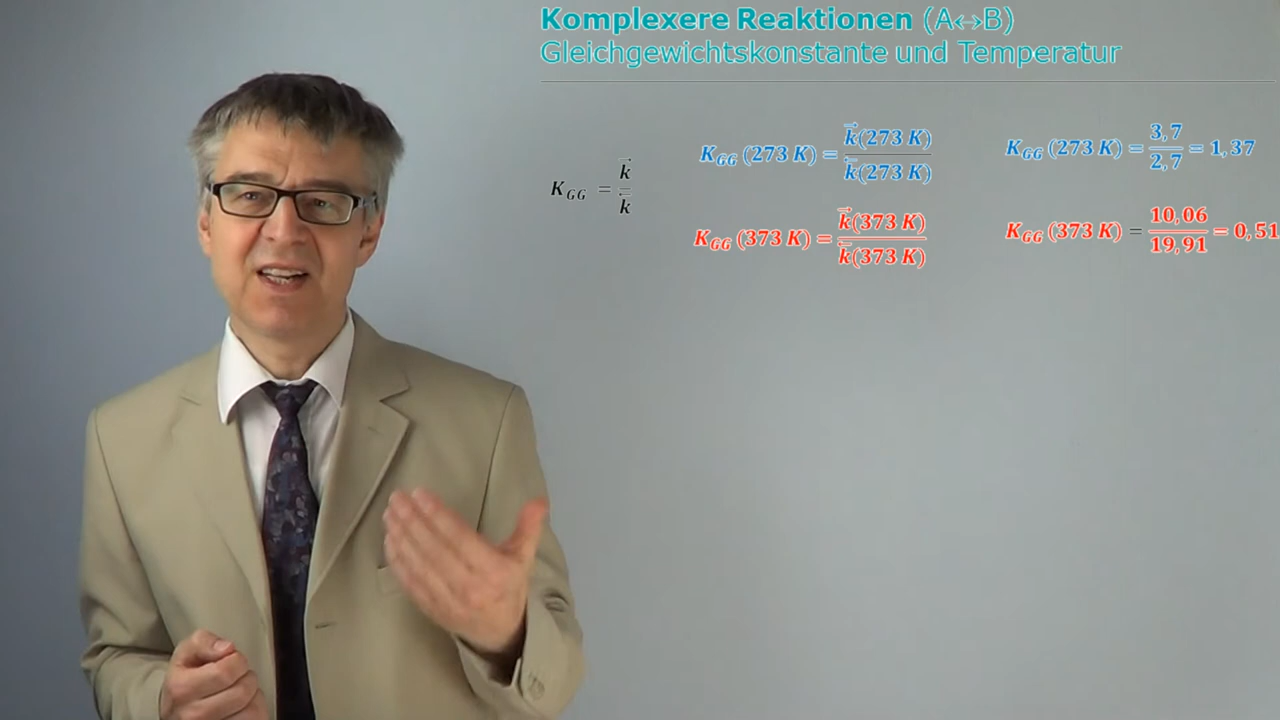 Komplexere Reaktionen (A↔B)
Gleichgewichtskonstante und Temperatur
K_GG = k⃗ / k⃖
K_GG (273 K) = k⃗(273 K) / k⃖(273 K)
K_GG (273 K) = 3,7 / 2,7 = 1,37
K_GG (373 K) = k⃗(373 K) / k⃖(373 K)
K_GG (373 K) = 10,06 / 19,91 = 0,51